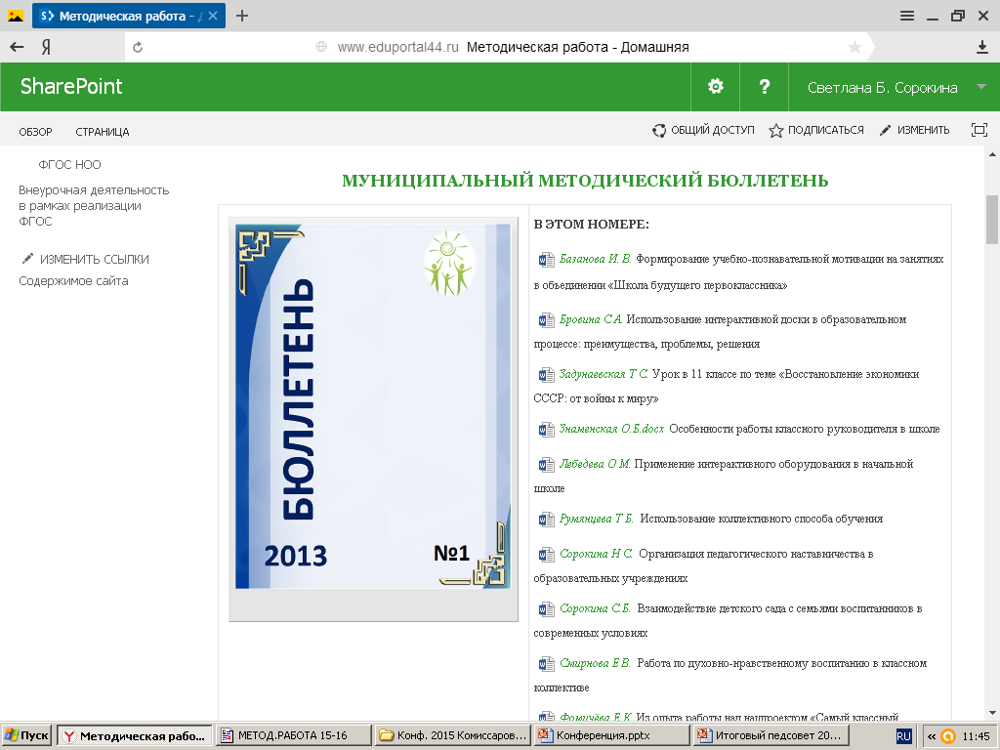 Методическая работа - Д
www.eduportal44.ru Методическая работа - Домашняя
SharePoint
?
Светлана Б. Сорокина
ОБЗОР СТРАНИЦА
ОБЩИЙ ДОСТУП ПОДПИСАТЬСЯ ИЗМЕНИТЬ
ФГОС НОО
Внеурочная деятельность
в рамках реализации
ФГОС
ИЗМЕНИТЬ ССЫЛКИ
Содержимое сайта
МУНИЦИПАЛЬНЫЙ МЕТОДИЧЕСКИЙ БЮЛЛЕТЕНЬ
БЮЛЛЕТЕНЬ
2013
№1
В ЭТОМ НОМЕРЕ:
Базанова И. В. Формирование учебно-познавательной мотивации на занятиях
в объединении «Школа будущего первоклассника»
Бровина С.А. Использование интерактивной доски в образовательном
процессе: преимущества, проблемы, решения
Задунаевская Т С. Урок в 11 классе по теме «Восстановление экономики
СССР: от войны к миру»
Знаменская О.Б.docx Особенности работы классного руководителя в школе
Лебедева О М. Применение интерактивного оборудования в начальной
школе
Румянцева Т Б. Использование коллективного способа обучения
Сорокина Н С. Организация педагогического наставничества в
образовательных учреждениях
Сорокина С.Б. Взаимодействие детского сада с семьями воспитанников в
современных условиях
Смирнова Е В. Работа по духовно-нравственному воспитанию в классном
коллективе
Фомичёва Е.К. Из опыта работы над нацпроектом «Самый классный
Пуск
Методическая рабо...
МЕТОД.РАБОТА 15-16
Конф. 2015 Комиссаров...
Конференция.pptx
Итоговый педсовет 20...
RU
«
11:45